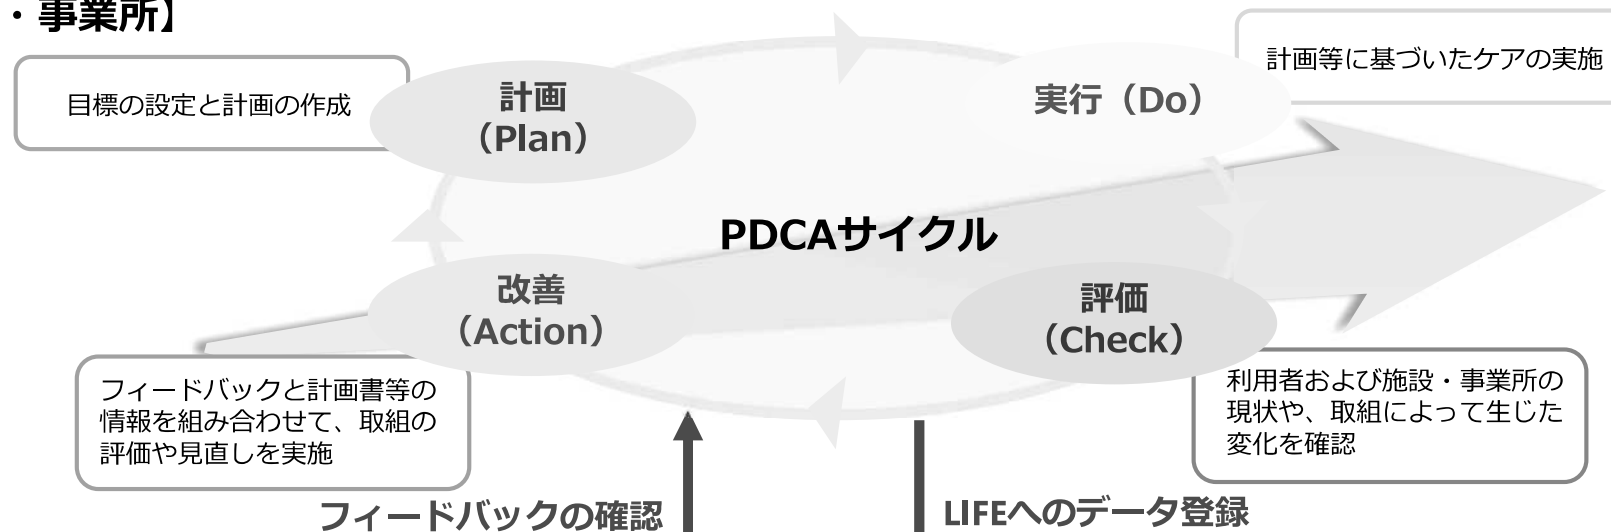 ・事業所】
目標の設定と計画の作成
計画
（Plan）
実行（Do）
計画等に基づいたケアの実施
PDCAサイクル
改善
（Action）
評価
（Check）
フィードバックと計画書等の
情報を組み合わせて、取組の
評価や見直しを実施
利用者および施設・事業所の
現状や、取組によって生じた
変化を確認
フィードバックの確認
LIFEへのデータ登録